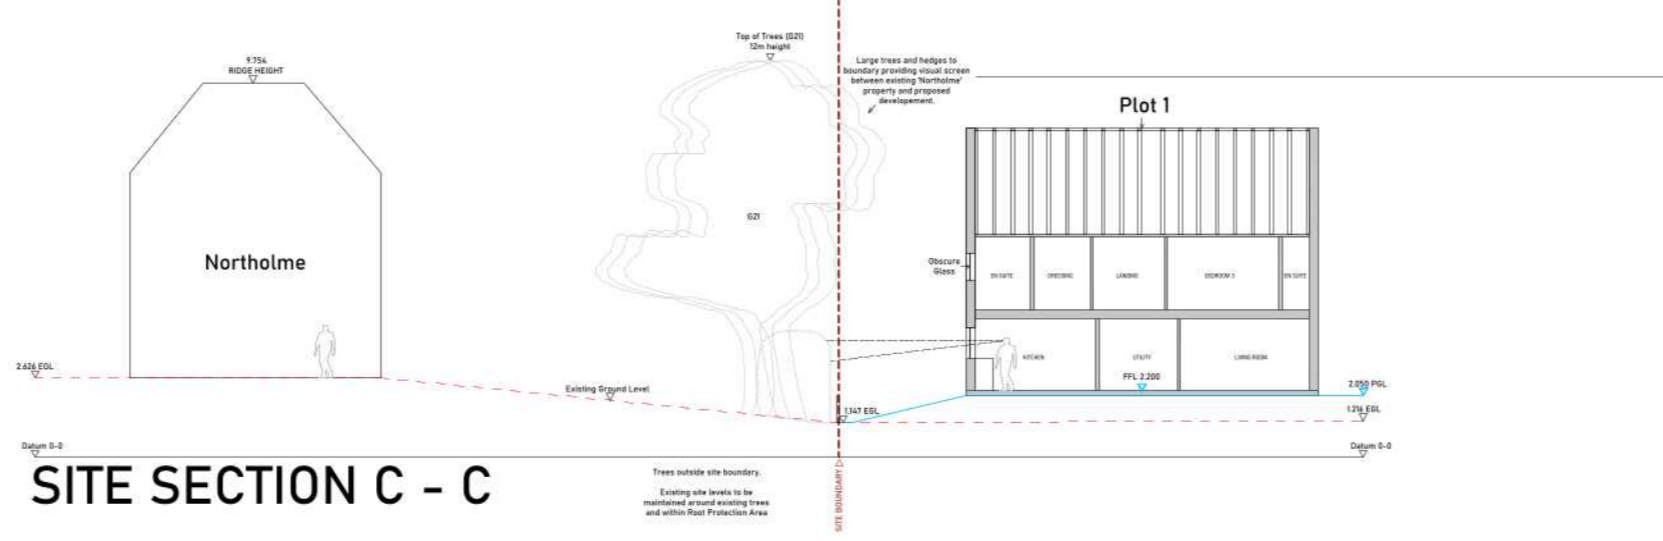 Top of Trees (G21)
12m height
9.754
RIDGE HEIGHT
Large trees and hedges to
boundary providing visual screen
between existing 'Northolme'
property and proposed
developement.
Plot 1
G21
Northolme
Obscure
Glass
EN SUITE
DRESSING
LANDING
BEDROOM 3
EN SUITE
KITCHEN
UTILITY
LIVING ROOM
2.626 EGL
FFL 2.200
Existing Ground Level
2.050 PGL
1.147 EGL
1.216 EGL
Datum 0-0
Datum 0-0
SITE SECTION C - C
Trees outside site boundary.
Existing site levels to be
maintained around existing trees
and within Root Protection Area
SITE BOUNDARY